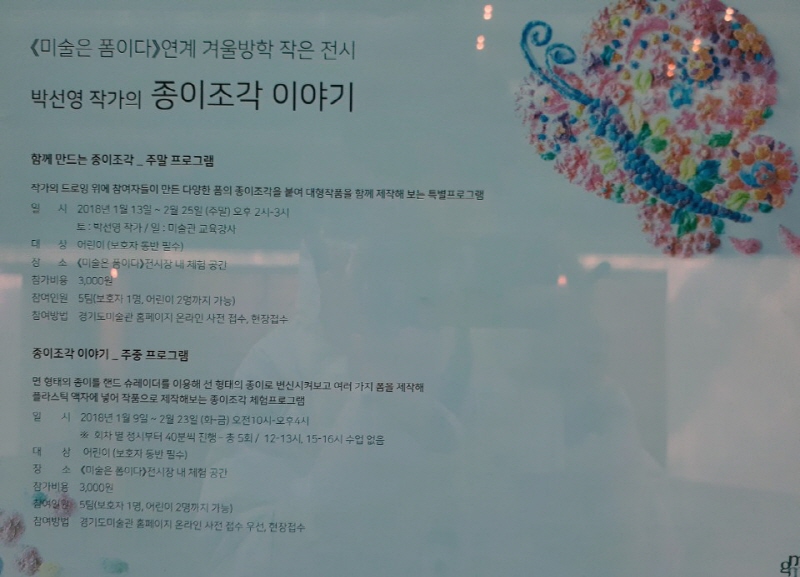 《미술은 폼이다》연계 겨울방학 작은 전시
박선영 작가의 종이조각 이야기
함께 만드는 종이조각 _ 주말 프로그램
작가의 드로잉 위에 참여자들이 만든 다양한 폼의 종이조각을 붙여 대형작품을 함께 제작해 보는 특별프로그램
일 시 2018년 1월 13일 ~ 2월 25일 (주말) 오후 2시-3시
토 : 박선영 작가 / 일 : 미술관 교육강사
대 상 어린이 (보호자 동반 필수)
장 소 《미술은 폼이다》전시장 내 체험 공간
참가비용 3,000원
참여인원 5팀(보호자 1명, 어린이 2명까지 가능)
참여방법 경기도미술관 홈페이지 온라인 사전 접수, 현장접수
종이조각 이야기 _ 주중 프로그램
면 형태의 종이를 핸드 슈레이더를 이용해 선 형태의 종이로 변신시켜보고 여러 가지 폼을 제작해
플라스틱 액자에 넣어 작품으로 제작해보는 종이조각 체험프로그램
일 시 2018년 1월 9일 ~ 2월 23일 (화-금) 오전10시-오후4시
※ 회차 별 정시부터 40분씩 진행 - 총 5회 / 12-13시, 15-16시 수업 없음
대 상 어린이 (보호자 동반 필수)
장 소 《미술은 폼이다》전시장 내 체험 공간
참가비용 3,000원
참여인원 5팀(보호자 1명, 어린이 2명까지 가능)
참여방법 경기도미술관 홈페이지 온라인 사전 접수 우선, 현장접수